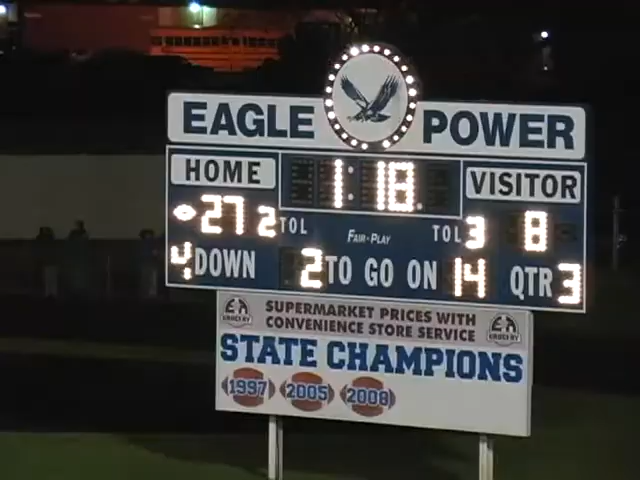 EAGLE POWER
HOME 1:18 VISITOR
27 2 TOL FAIR-PLAY TOL 3 8
4 DOWN 2 TO GO ON 14 QTR 3
SUPERMARKET PRICES WITH
CONVENIENCE STORE SERVICE
STATE CHAMPIONS
1997 2005 2008